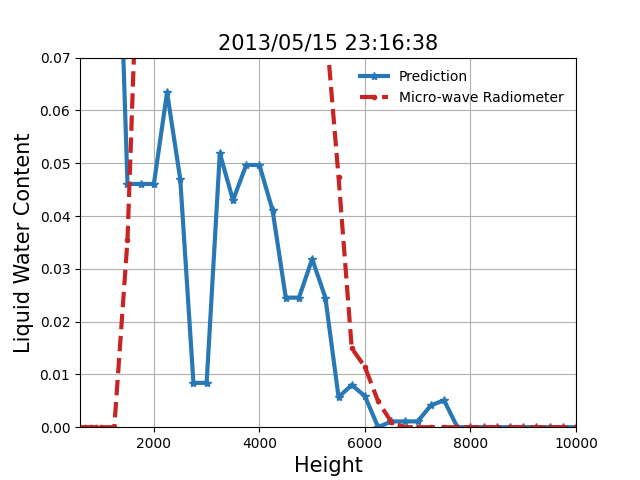 2013/05/15 23:16:38
Prediction
Micro-wave Radiometer
Liquid Water Content
0.07
0.06
0.05
0.04
0.03
0.02
0.01
0.00
2000 4000 6000 8000 10000
Height